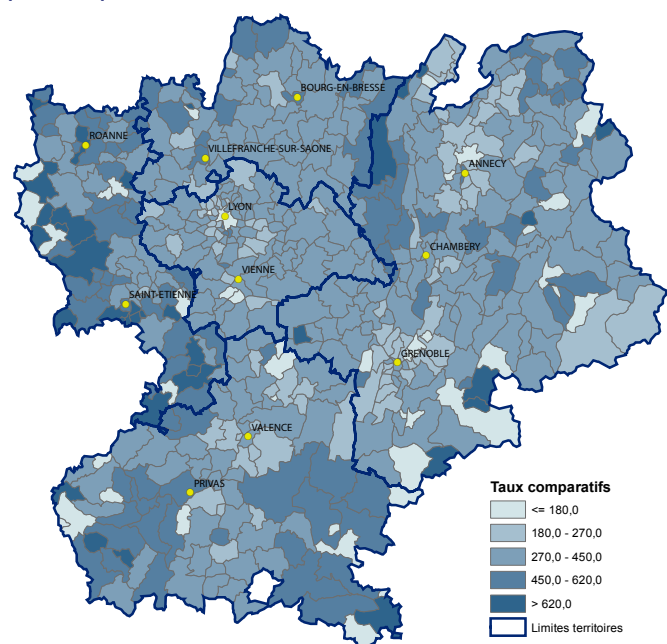 BOURG-EN-BRESSE
ROANNE
VILLEFRANCHE-SUR-SAONE
ANNECY
LYON
CHAMBERY
VIENNE
SAINT-ETIENNE
GRENOBLE
VALENCE
PRIVAS
Taux comparatifs
<= 180,0
180,0 - 270,0
270,0 - 450,0
450,0 - 620,0
> 620,0
Limites territoires